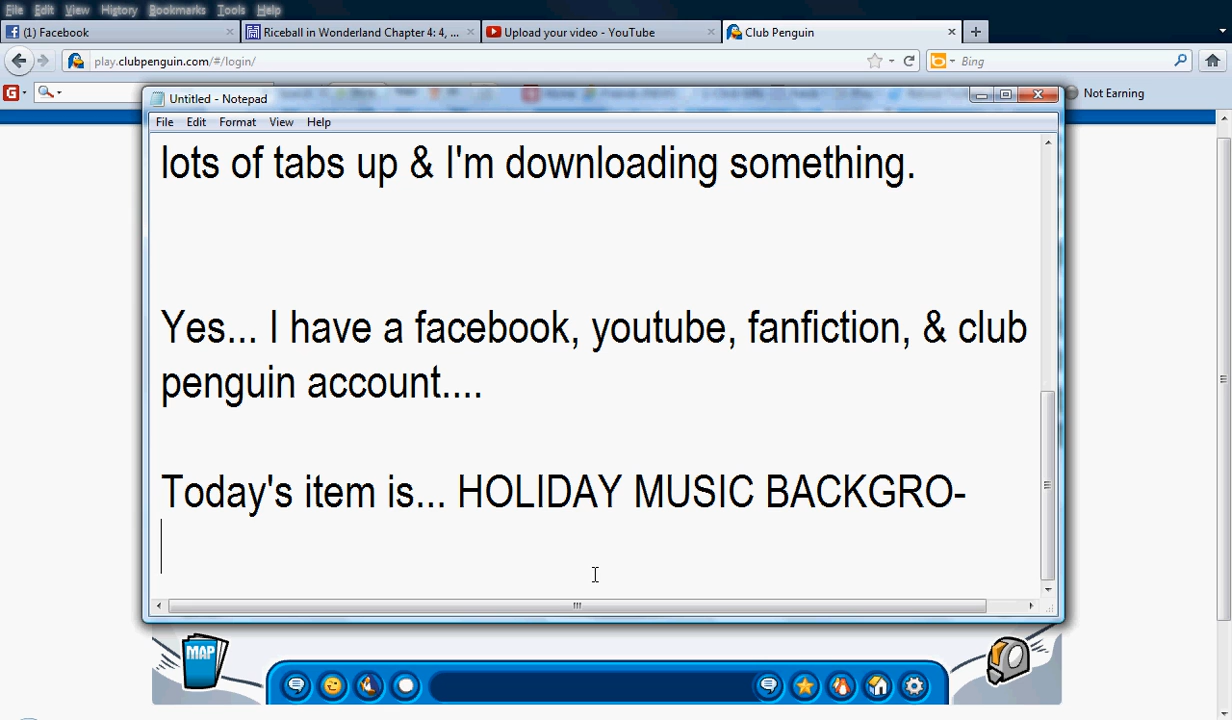 File Edit View History Bookmarks Tools Help
(1) Facebook
Riceball in Wonderland Chapter 4: 4, ...
Upload your video - YouTube
Club Penguin
play.clubpenguin.com/#/login/
Bing
Not Earning
Untitled - Notepad
File Edit Format View Help
lots of tabs up & I'm downloading something.
Yes... I have a facebook, youtube, fanfiction, & club
penguin account....
Today's item is... HOLIDAY MUSIC BACKGRO-
MAP